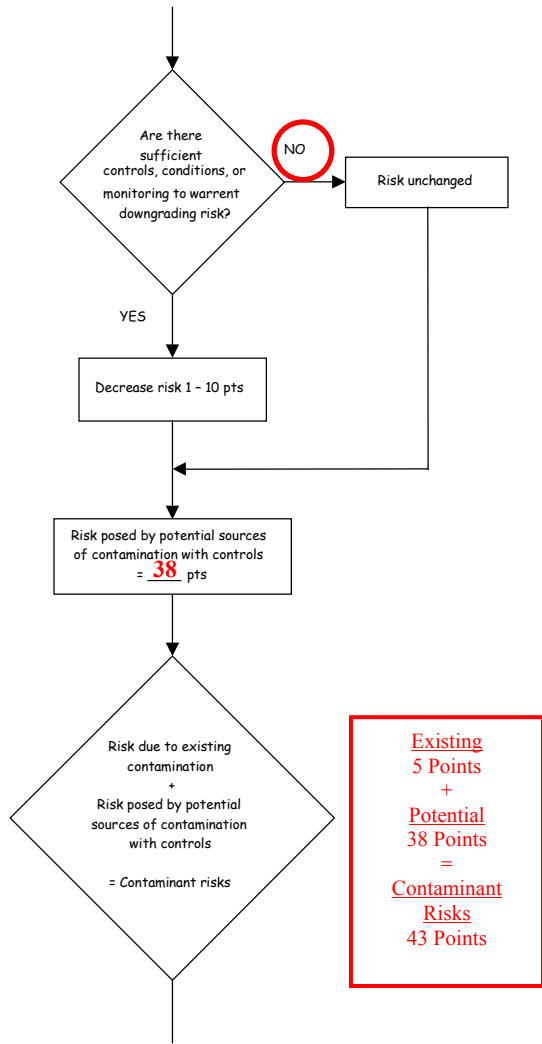 Are there
sufficient
controls, conditions, or
monitoring to warrent
downgrading risk?
NO
Risk unchanged
YES
Decrease risk 1 – 10 pts
Risk posed by potential sources
of contamination with controls
= 38 pts
Risk due to existing
contamination
+
Risk posed by potential
sources of contamination
with controls
= Contaminant risks
Existing
5 Points
+
Potential
38 Points
=
Contaminant
Risks
43 Points